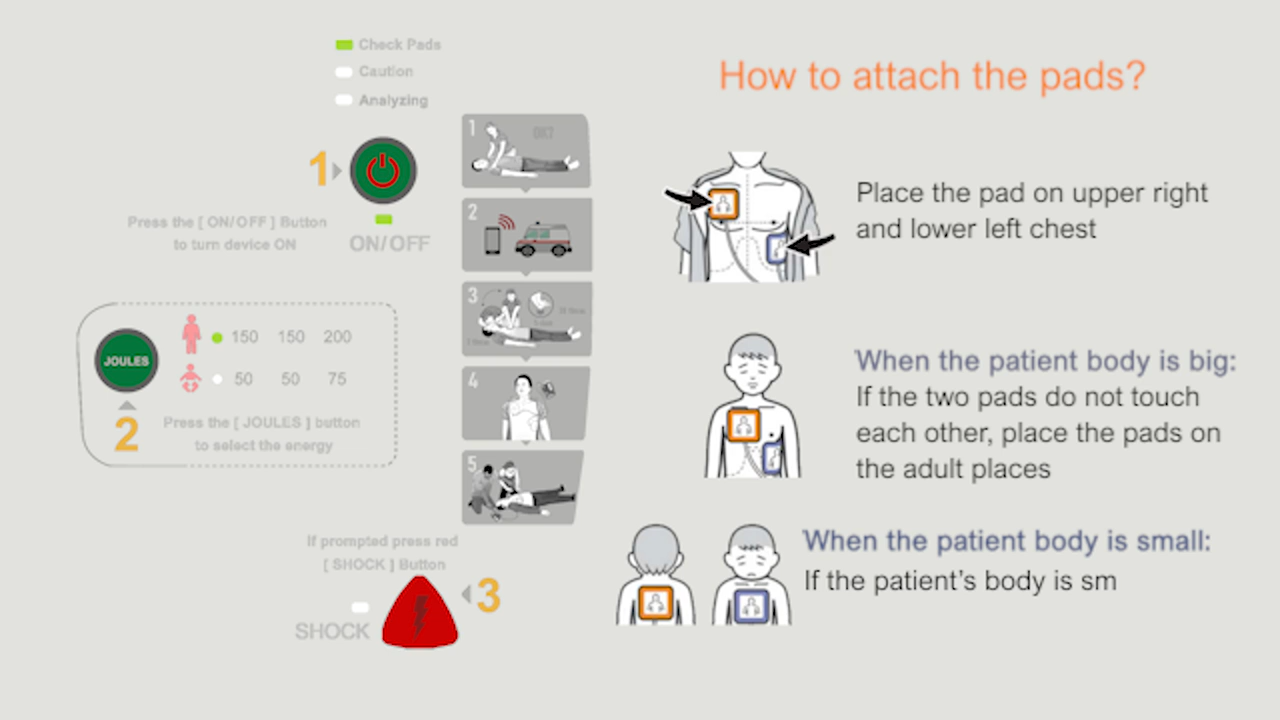 Check Pads
Caution
Analyzing
1
Press the [ ON/OFF ] Button
to turn device ON
ON/OFF
JOULES
150 150 200
50 50 75
2
Press the [ JOULES ] button
to select the energy
If prompted press red
[ SHOCK ] Button
3
SHOCK
1
2
3
4
5
How to attach the pads?
Place the pad on upper right
and lower left chest
When the patient body is big:
If the two pads do not touch
each other, place the pads on
the adult places
When the patient body is small:
If the patient’s body is sm